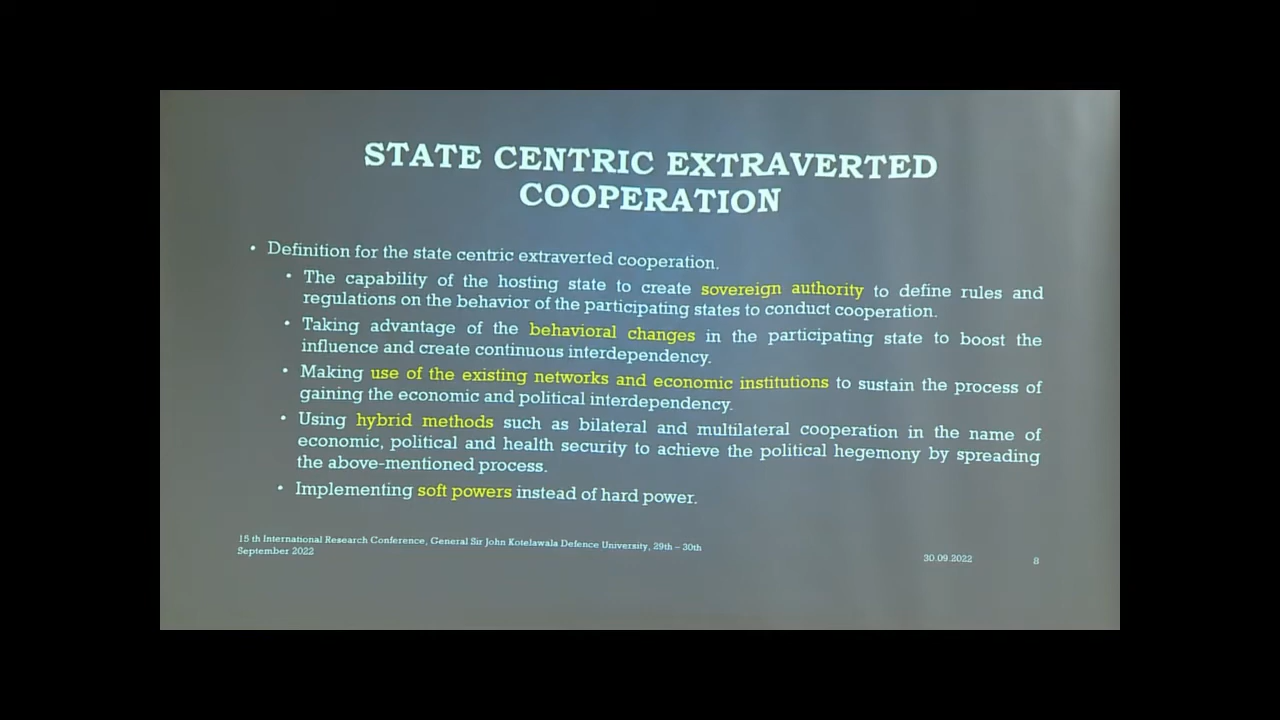 STATE CENTRIC EXTRAVERTED
COOPERATION
• Definition for the state centric extraverted cooperation.
• The capability of the hosting state to create sovereign authority to define rules and
regulations on the behavior of the participating states to conduct cooperation.
• Taking advantage of the behavioral changes in the participating state to boost the
influence and create continuous interdependency.
• Making use of the existing networks and economic institutions to sustain the process of
gaining the economic and political interdependency.
• Using hybrid methods such as bilateral and multilateral cooperation in the name of
economic, political and health security to achieve the political hegemony by spreading
the above-mentioned process.
• Implementing soft powers instead of hard power.
15 th International Research Conference, General Sir John Kotelawala Defence University, 29th – 30th
September 2022
30.09.2022
8